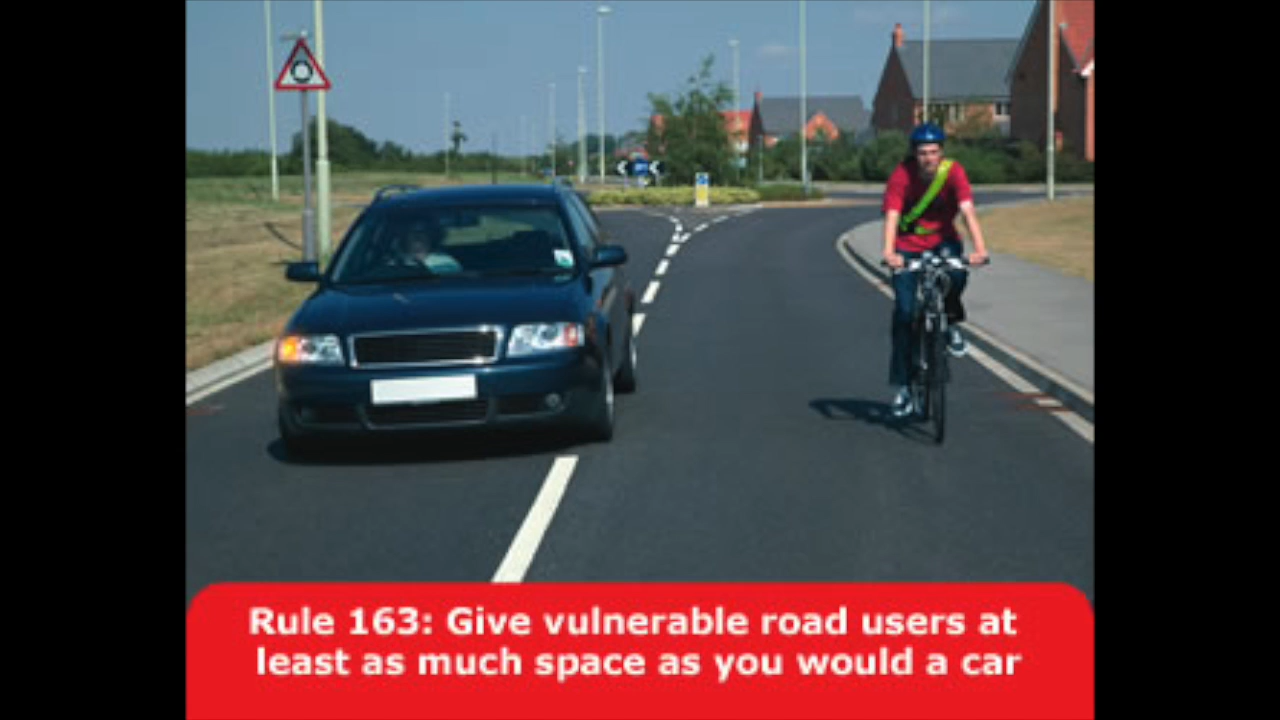 Rule 163: Give vulnerable road users at
least as much space as you would a car